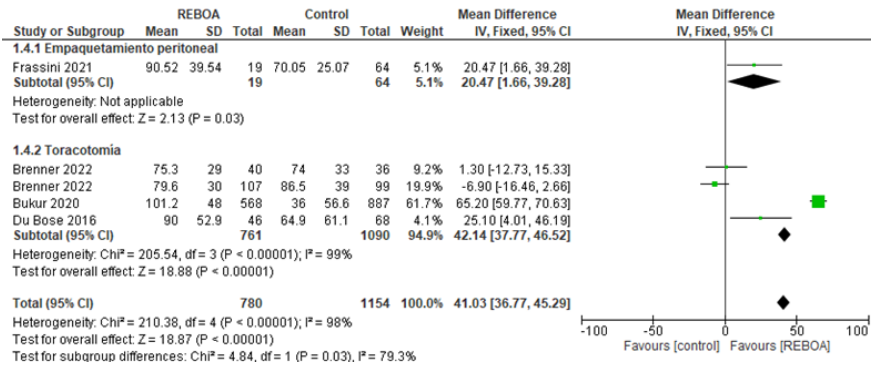 REBOA Control Mean Difference Mean Difference
Study or Subgroup Mean SD Total Mean SD Total Weight IV, Fixed, 95% CI IV, Fixed, 95% CI
1.4.1 Empaquetamiento peritoneal
Frassini 2021 90.52 39.54 19 70.05 25.07 64 5.1% 20.47 [1.66, 39.28]
Subtotal (95% CI) 19 64 5.1% 20.47 [1.66, 39.28]
Heterogeneity: Not applicable
Test for overall effect: Z = 2.13 (P = 0.03)
1.4.2 Toracotomía
Brenner 2022 75.3 29 40 74 33 36 9.2% 1.30 [-12.73, 15.33]
Brenner 2022 79.6 30 107 86.5 39 99 19.9% -6.90 [-16.46, 2.66]
Bukur 2020 101.2 48 568 36 56.6 887 61.7% 65.20 [59.77, 70.63]
Du Bose 2016 90 52.9 46 64.9 61.1 68 4.1% 25.10 [4.01, 46.19]
Subtotal (95% CI) 761 1090 94.9% 42.14 [37.77, 46.52]
Heterogeneity: Chi² = 205.54, df = 3 (P < 0.00001); I² = 99%
Test for overall effect: Z = 18.88 (P < 0.00001)
Total (95% CI) 780 1154 100.0% 41.03 [36.77, 45.29]
Heterogeneity: Chi² = 210.38, df = 4 (P < 0.00001); I² = 98%
Test for overall effect: Z = 18.87 (P < 0.00001)
Test for subgroup differences: Chi² = 4.84, df = 1 (P = 0.03), I² = 79.3%
-100 -50 0 50 100
Favours [control] Favours [REBOA]